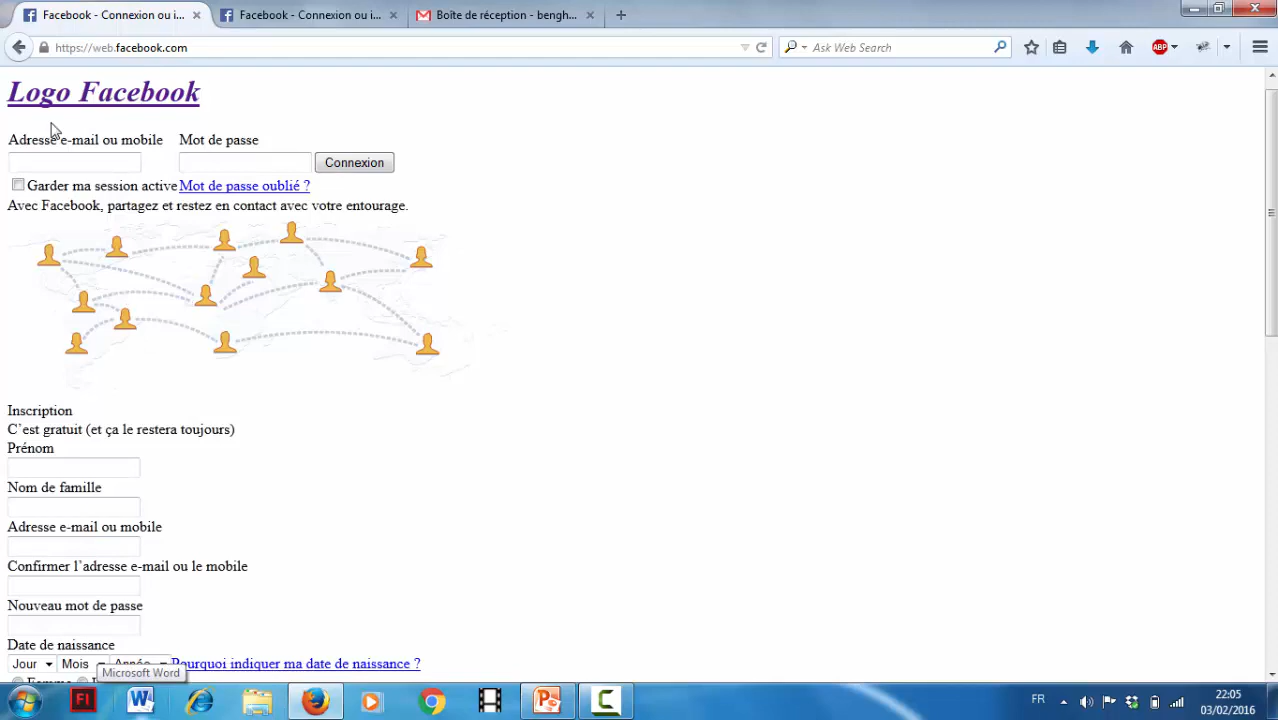 Facebook - Connexion ou i...
Facebook - Connexion ou i...
Boîte de réception - bengh...
https://web.facebook.com
Ask Web Search
ABP
Logo Facebook
Adresse e-mail ou mobile Mot de passe
Connexion
Garder ma session active Mot de passe oublié ?
Avec Facebook, partagez et restez en contact avec votre entourage.
Inscription
C’est gratuit (et ça le restera toujours)
Prénom
Nom de famille
Adresse e-mail ou mobile
Confirmer l’adresse e-mail ou le mobile
Nouveau mot de passe
Date de naissance
Jour Mois Année Pourquoi indiquer ma date de naissance ?
Femme
Microsoft Word
FR 22:05
03/02/2016